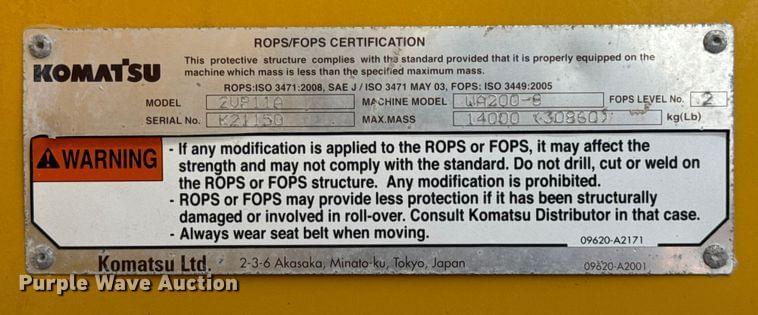 ROPS/FOPS CERTIFICATION
KOMATSU
This protective structure complies with the standard provided that it is properly equipped on the
machine which mass is less than the specified maximum mass.
ROPS:ISO 3471:2008, SAE J / ISO 3471 MAY 03, FOPS: ISO 3449:2005
MODEL MACHINE MODEL WA200-8 FOPS LEVEL NO. 2
SERIAL NO. K21150 MAX.MASS 14000 (30860) kg(Lb)
WARNING
- If any modification is applied to the ROPS or FOPS, it may affect the
strength and may not comply with the standard. Do not drill, cut or weld on
the ROPS or FOPS structure. Any modification is prohibited.
- ROPS or FOPS may provide less protection if it has been structurally
damaged or involved in roll-over. Consult Komatsu Distributor in that case.
- Always wear seat belt when moving.
09620-A2171
Komatsu Ltd. 2-3-6 Akasaka, Minato-ku, Tokyo, Japan 09620-A2001
Purple Wave Auction